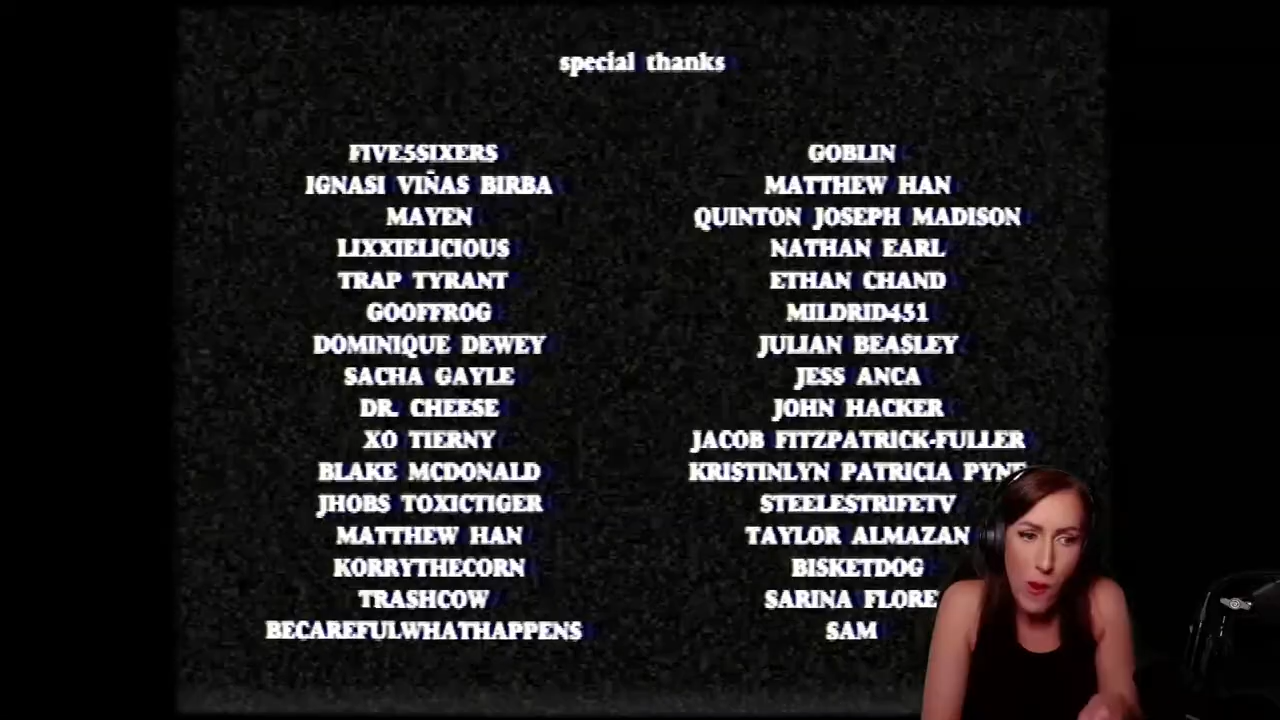 special thanks
FIVE5SIXERS
IGNASI VIÑAS BIRBA
MAYEN
LIXXIELICIOUS
TRAP TYRANT
GOOFFROG
DOMINIQUE DEWEY
SACHA GAYLE
DR. CHEESE
XO TIERNY
BLAKE MCDONALD
JHOBS TOXICTIGER
MATTHEW HAN
KORRYTHECORN
TRASHCOW
BECAREFULWHATHAPPENS
GOBLIN
MATTHEW HAN
QUINTON JOSEPH MADISON
NATHAN EARL
ETHAN CHAND
MILDRID451
JULIAN BEASLEY
JESS ANCA
JOHN HACKER
JACOB FITZPATRICK-FULLER
KRISTINLYN PATRICIA PYNE
STEELESTRIFETV
TAYLOR ALMAZAN
BISKETDOG
SARINA FLORE
SAM